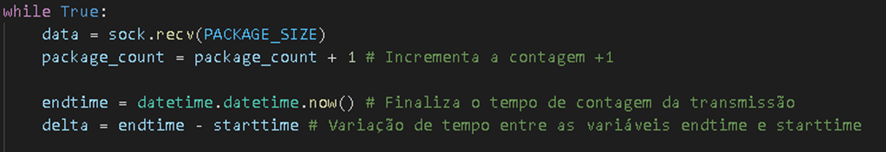 while True:
    data = sock.recv(PACKAGE_SIZE)
    package_count = package_count + 1 # Incrementa a contagem +1
    endtime = datetime.datetime.now() # Finaliza o tempo de contagem da transmissão
    delta = endtime - starttime # Variação de tempo entre as variáveis endtime e starttime